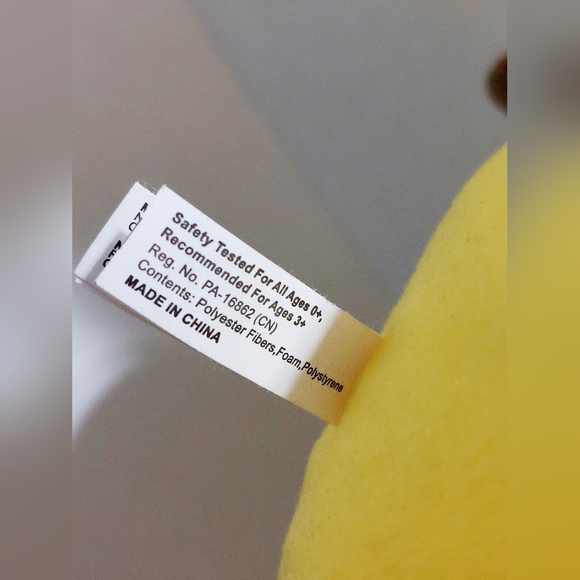 Safety Tested For All Ages 0+,
Recommended For Ages 3+
Reg. No. PA-16862 (CN)
Contents: Polyester Fibers,Foam,Polystyrene
MADE IN CHINA